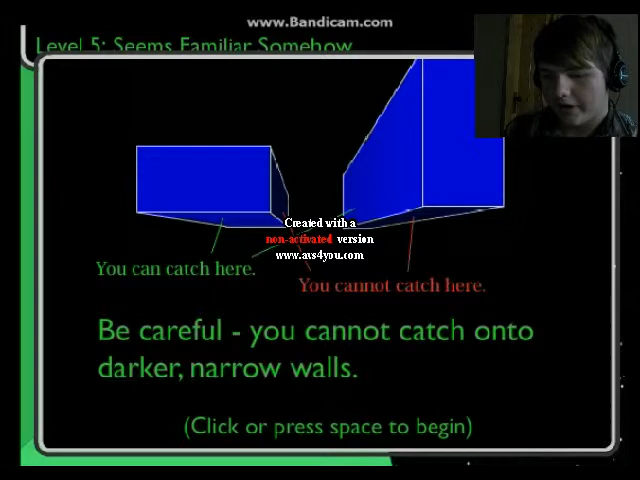 www.Bandicam.com
Level 5: Seems Familiar Somehow
Created with a
non-activated version
www.avs4you.com
You can catch here.
You cannot catch here.
Be careful - you cannot catch onto
darker, narrow walls.
(Click or press space to begin)